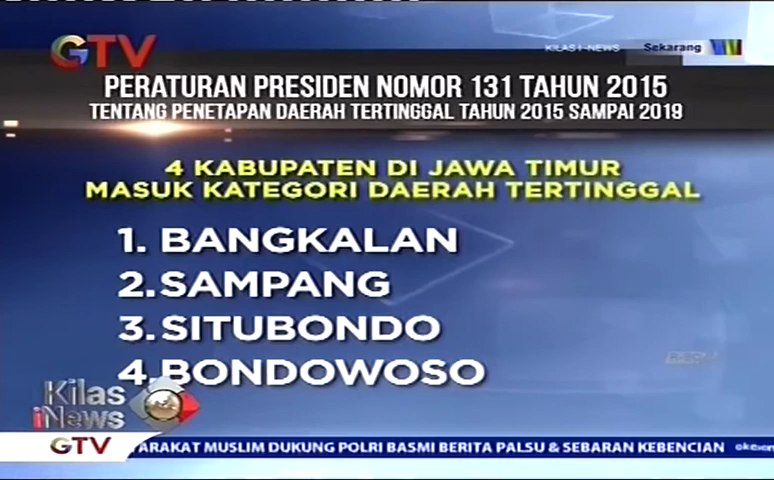 GTV
KILAS I-NEWS
Sekarang
PERATURAN PRESIDEN NOMOR 131 TAHUN 2015
TENTANG PENETAPAN DAERAH TERTINGGAL TAHUN 2015 SAMPAI 2019
4 KABUPATEN DI JAWA TIMUR
MASUK KATEGORI DAERAH TERTINGGAL
1. BANGKALAN
2. SAMPANG
3. SITUBONDO
4. BONDOWOSO
Kilas
iNews
GTV
YARAKAT MUSLIM DUKUNG POLRI BASMI BERITA PALSU & SEBARAN KEBENCIAN